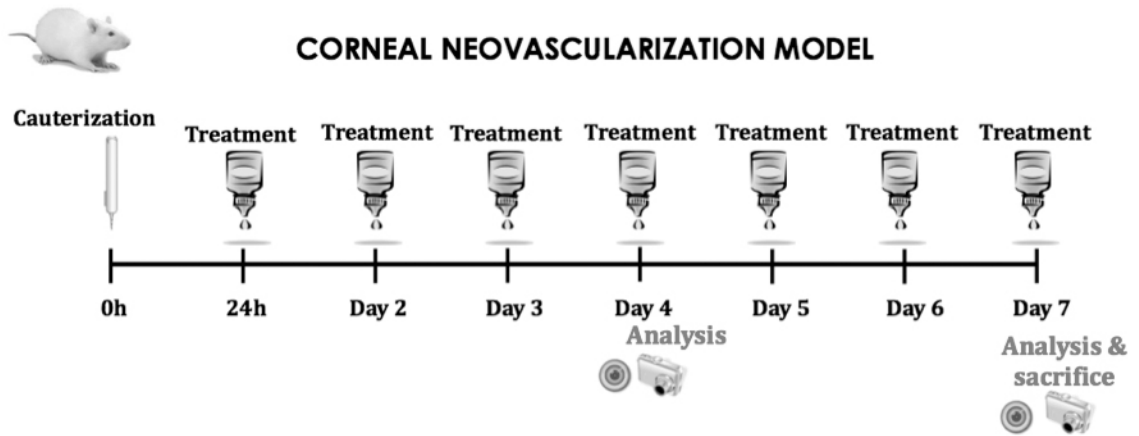 CORNEAL NEOVASCULARIZATION MODEL
Cauterization
Treatment
Treatment
Treatment
Treatment
Treatment
Treatment
Treatment
0h
24h
Day 2
Day 3
Day 4
Day 5
Day 6
Day 7
Analysis
Analysis &
sacrifice